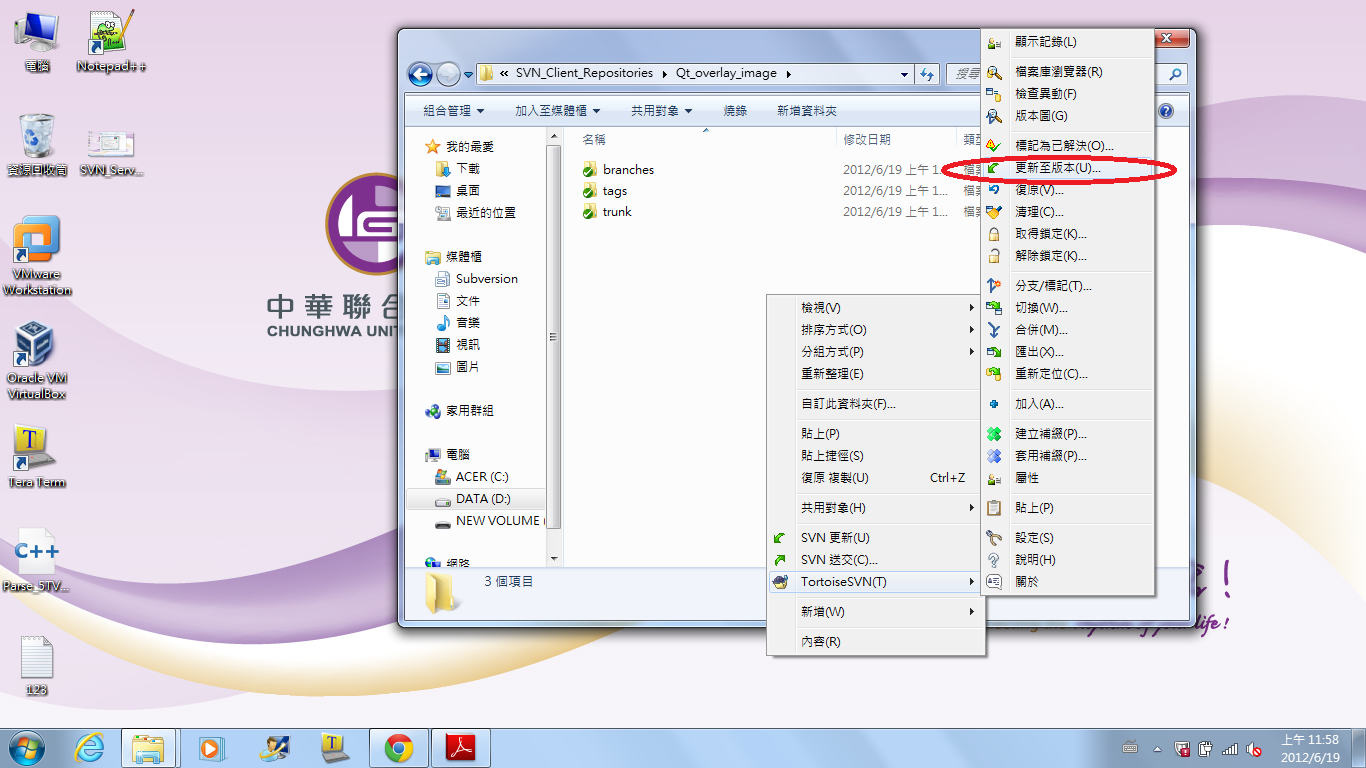 電腦
Notepad++
資源回收筒
SVN_Serv...
VMware
Workstation
Oracle VM
VirtualBox
Tera Term
Parse_5TV...
123
中華聯合
CHUNGHWA UNIT
« SVN_Client_Repositories ▸ Qt_overlay_image ▸
搜尋
組合管理 ▼ 加入至媒體櫃 ▼ 共用對象 ▼ 燒錄 新增資料夾
我的最愛
下載
桌面
最近的位置
媒體櫃
Subversion
文件
音樂
視訊
圖片
家用群組
電腦
ACER (C:)
DATA (D:)
NEW VOLUME (
網路
名稱 修改日期 類型
branches 2012/6/19 上午 1... 檔案
tags 2012/6/19 上午 1... 檔案
trunk 2012/6/19 上午 1... 檔案
3 個項目
檢視(V)
排序方式(O)
分組方式(P)
重新整理(E)
自訂此資料夾(F)...
貼上(P)
貼上捷徑(S)
復原 複製(U) Ctrl+Z
共用對象(H)
SVN 更新(U)
SVN 送交(C)...
TortoiseSVN(T)
新增(W)
內容(R)
顯示記錄(L)
檔案庫瀏覽器(R)
檢查異動(F)
版本圖(G)
標記為已解決(O)...
更新至版本(U)...
復原(V)...
清理(C)...
取得鎖定(K)...
解除鎖定(K)...
分支/標記(T)...
切換(W)...
合併(M)...
匯出(X)...
重新定位(C)...
加入(A)...
建立補綴(P)...
套用補綴(P)...
屬性
貼上(P)
設定(S)
說明(H)
關於
life!
上午 11:58
2012/6/19